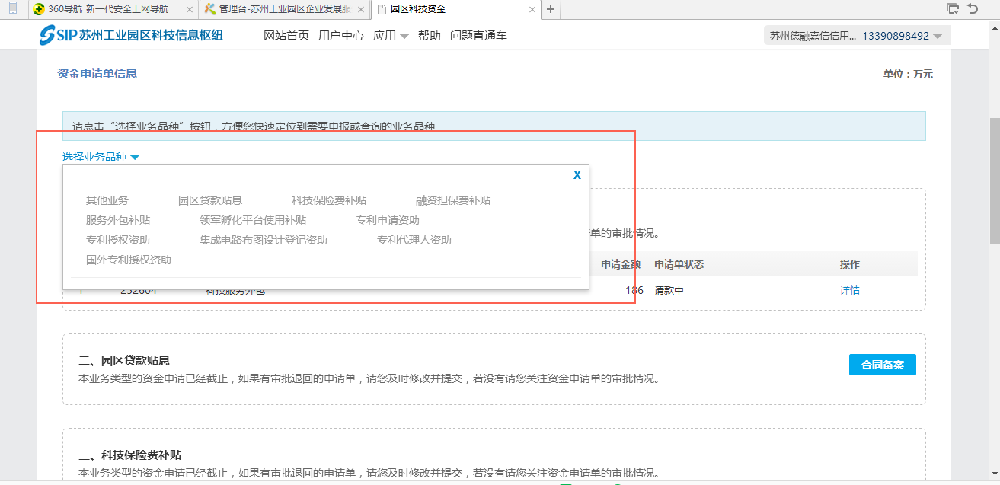 360导航_新一代安全上网导航
管理台-苏州工业园区企业发展服
园区科技资金
SIP苏州工业园区科技信息枢纽
网站首页 用户中心 应用 帮助 问题直通车
苏州德融嘉信信用... 13390898492
资金申请单信息
单位：万元
请点击“选择业务品种”按钮，方便您快速定位到需要申报或查询的业务品种
选择业务品种
X
其他业务 园区贷款贴息 科技保险费补贴 融资担保费补贴
服务外包补贴 领军孵化平台使用补贴 专利申请资助
专利授权资助 集成电路布图设计登记资助 专利代理人资助
国外专利授权资助
单的审批情况。
申请金额 申请单状态 操作
1 232604 科技服务外包 186 请款中 详情
二、园区贷款贴息
本业务类型的资金申请已经截止，如果有审批退回的申请单，请您及时修改并提交，若没有请您关注资金申请单的审批情况。
合同备案
三、科技保险费补贴
本业务类型的资金申请已经截止，如果有审批退回的申请单，请您及时修改并提交，若没有请您关注资金申请单的审批情况。